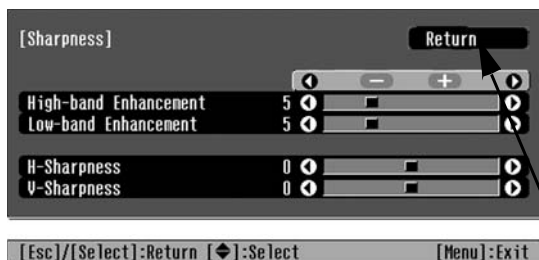 [Sharpness] Return
High-band Enhancement 5
Low-band Enhancement 5
H-Sharpness 0
V-Sharpness 0
[Esc]/[Select]:Return [◆]:Select [Menu]:Exit